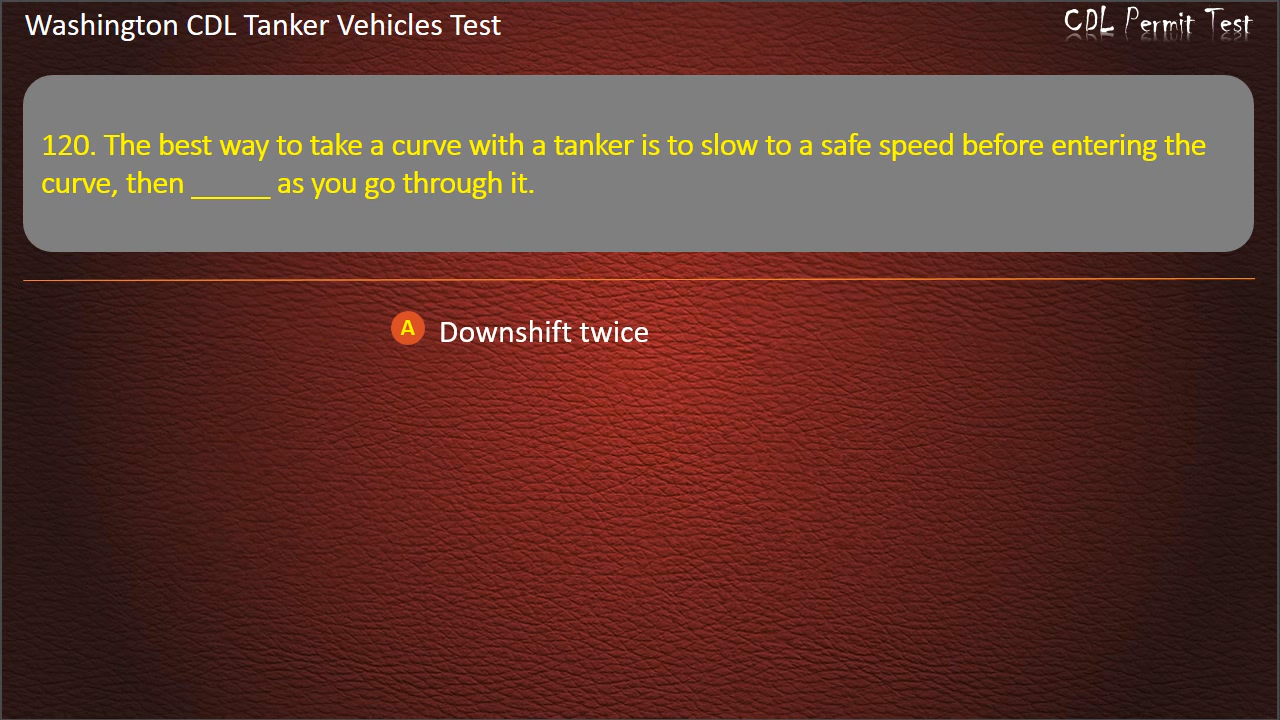 Washington CDL Tanker Vehicles Test
CDL Permit Test
120. The best way to take a curve with a tanker is to slow to a safe speed before entering the
curve, then _____ as you go through it.
A Downshift twice